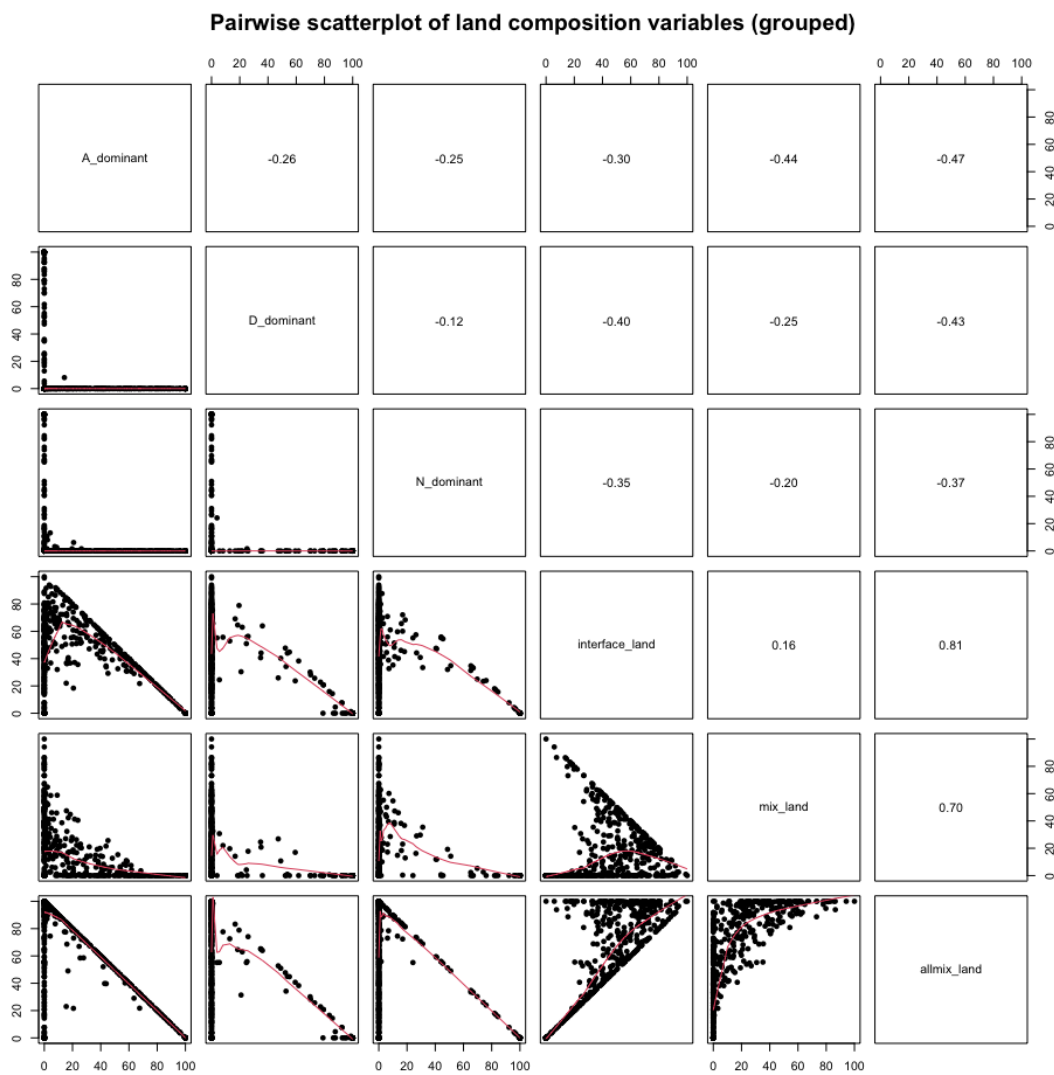 Pairwise scatterplot of land composition variables (grouped)
0 20 40 60 80 100
0 20 40 60 80 100
0 20 40 60 80 100
A_dominant
-0.26
-0.25
-0.30
-0.44
-0.47
0 20 40 60 80
0 20 40 60 80
D_dominant
-0.12
-0.40
-0.25
-0.43
N_dominant
-0.35
-0.20
-0.37
0 20 40 60 80
0 20 40 60 80
interface_land
0.16
0.81
mix_land
0.70
0 20 40 60 80
0 20 40 60 80
allmix_land
0 20 40 60 80 100
0 20 40 60 80 100
0 20 40 60 80 100